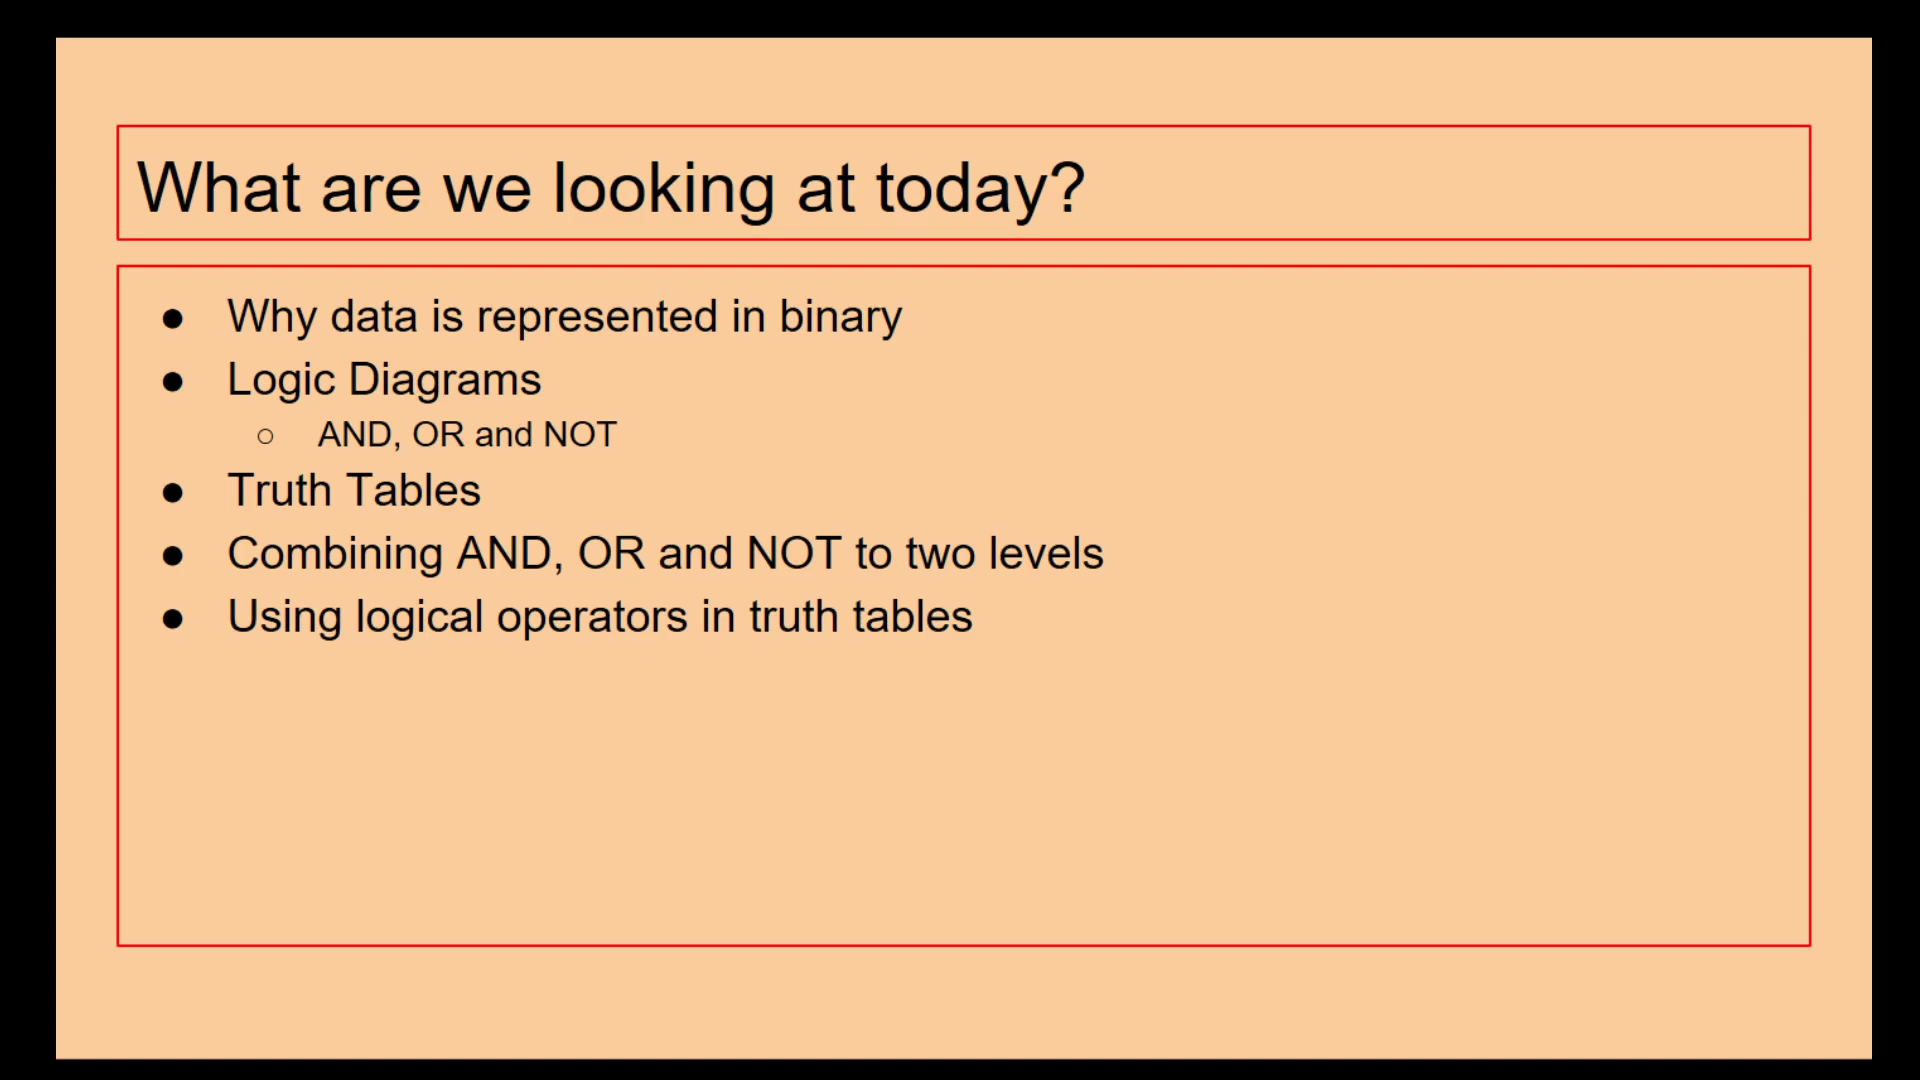 What are we looking at today?
● Why data is represented in binary
● Logic Diagrams
○ AND, OR and NOT
● Truth Tables
● Combining AND, OR and NOT to two levels
● Using logical operators in truth tables